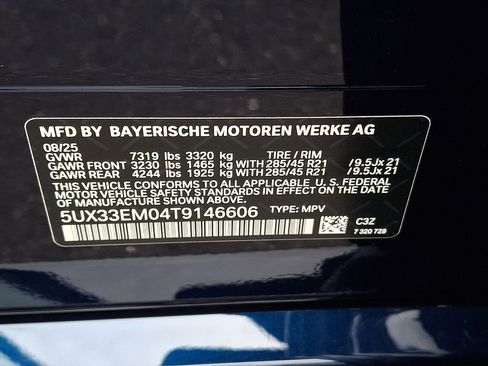 MFD BY BAYERISCHE MOTOREN WERKE AG
08/25
GVWR 7319 lbs 3320 kg TIRE / RIM
GAWR FRONT 3230 lbs 1465 kg WITH 285/45 R21 /9.5Jx 21
GAWR REAR 4244 lbs 1925 kg WITH 285/45 R21 /9.5Jx 21
THIS VEHICLE CONFORMS TO ALL APPLICABLE U. S. FEDERAL
MOTOR VEHICLE SAFETY STANDARDS IN EFFECT ON THE DATE OF
MANUFACTURE SHOWN ABOVE.
5UX33EM04T9146606 TYPE: MPV
C3Z
7 320 729